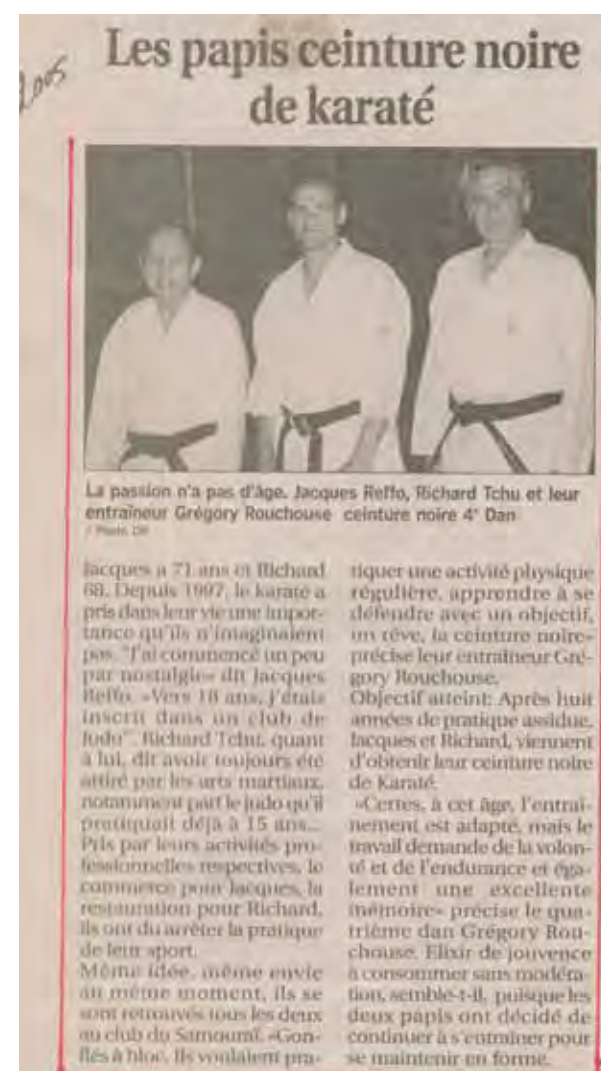 2005
Les papis ceinture noire
de karaté
La passion n'a pas d'âge. Jacques Reffo, Richard Tchu et leur
entraîneur Grégory Rouchouse ceinture noire 4° Dan
/ Photo DR
Jacques a 71 ans et Richard
68. Depuis 1997, le karaté a
pris dans leur vie une impor-
tance qu'ils n'imaginaient
pas. "J'ai commencé un peu
par nostalgie» dit Jacques
Reffo. «Vers 18 ans, j'étais
inscrit dans un club de
Judo". Richard Tchu, quant
à lui, dit avoir toujours été
attiré par les arts martiaux,
notamment part le judo qu'il
pratiquait déjà à 15 ans...
Pris par leurs activités pro-
fessionnelles respectives, le
commerce pour Jacques, la
restauration pour Richard,
ils ont du arrêter la pratique
de leur sport.
Même idée, même envie
au même moment, ils se
sont retrouvés tous les deux
au club du Samouraï. «Gon-
flés à bloc. Ils voulaient pra-
tiquer une activité physique
régulière, apprendre à se
défendre avec un objectif,
un rêve, la ceinture noire»
précise leur entraîneur Gré-
gory Rouchouse.
Objectif atteint: Après huit
années de pratique assidue,
Jacques et Richard, viennent
d'obtenir leur ceinture noire
de Karaté.
«Certes, à cet âge, l'entraî-
nement est adapté, mais le
travail demande de la volon-
té et de l'endurance et éga-
lement une excellente
mémoire» précise le qua-
trième dan Grégory Rou-
chouse. Elixir de jouvence
à consommer sans modéra-
tion, semble-t-il, puisque les
deux papis ont décidé de
continuer à s'entraîner pour
se maintenir en forme.